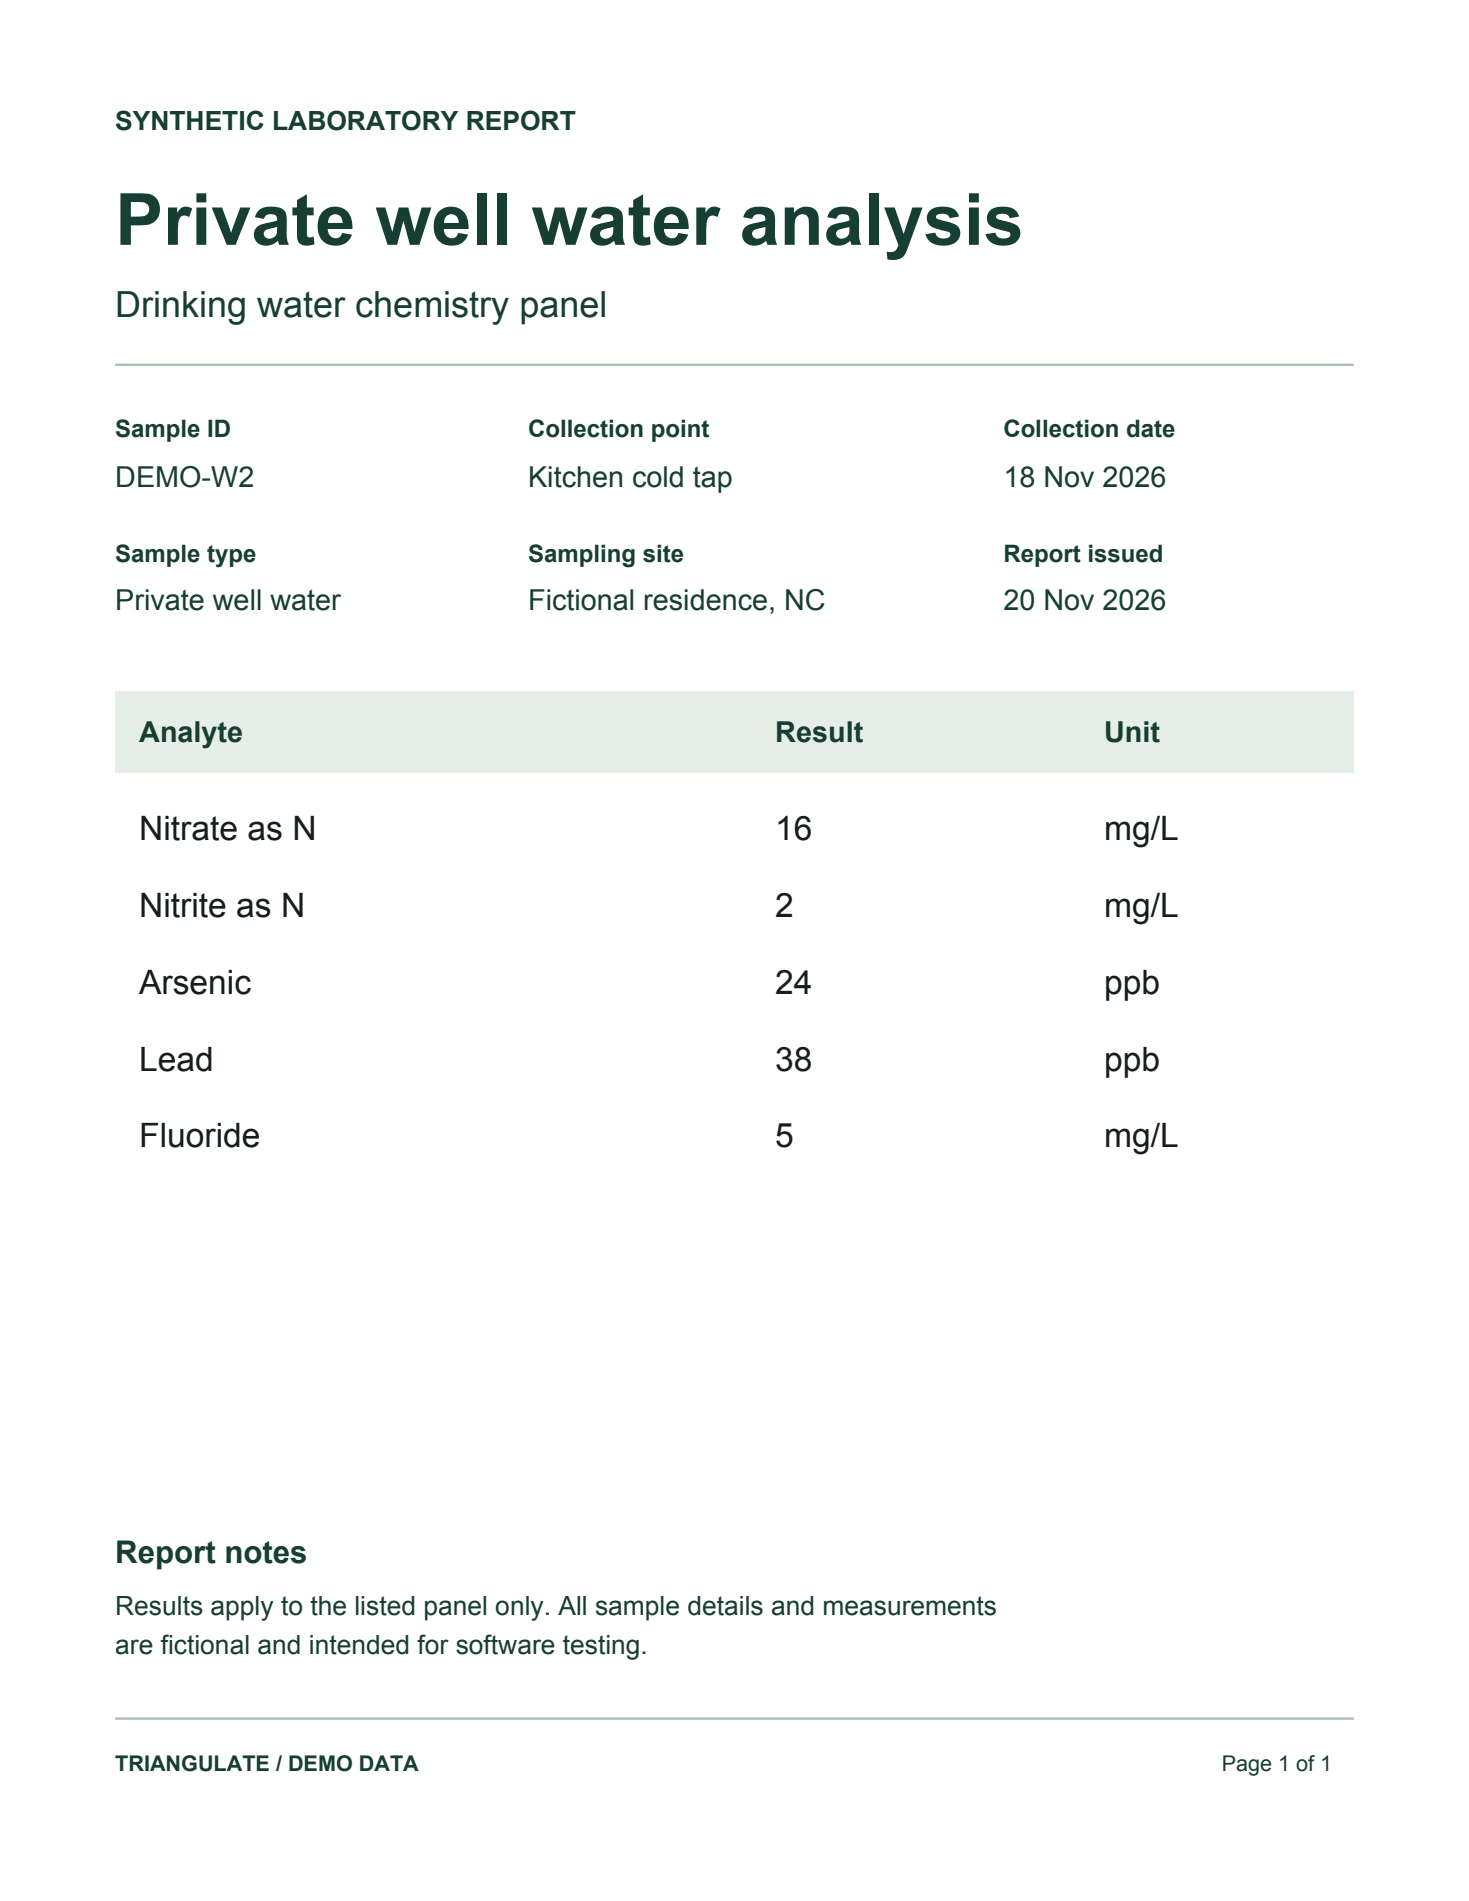 SYNTHETIC LABORATORY REPORT
Private well water analysis
Drinking water chemistry panel
Sample ID Collection point Collection date
DEMO-W2 Kitchen cold tap 18 Nov 2026
Sample type Sampling site Report issued
Private well water Fictional residence, NC 20 Nov 2026
Analyte Result Unit
Nitrate as N 16 mg/L
Nitrite as N 2 mg/L
Arsenic 24 ppb
Lead 38 ppb
Fluoride 5 mg/L
Report notes
Results apply to the listed panel only. All sample details and measurements
are fictional and intended for software testing.
TRIANGULATE / DEMO DATA Page 1 of 1